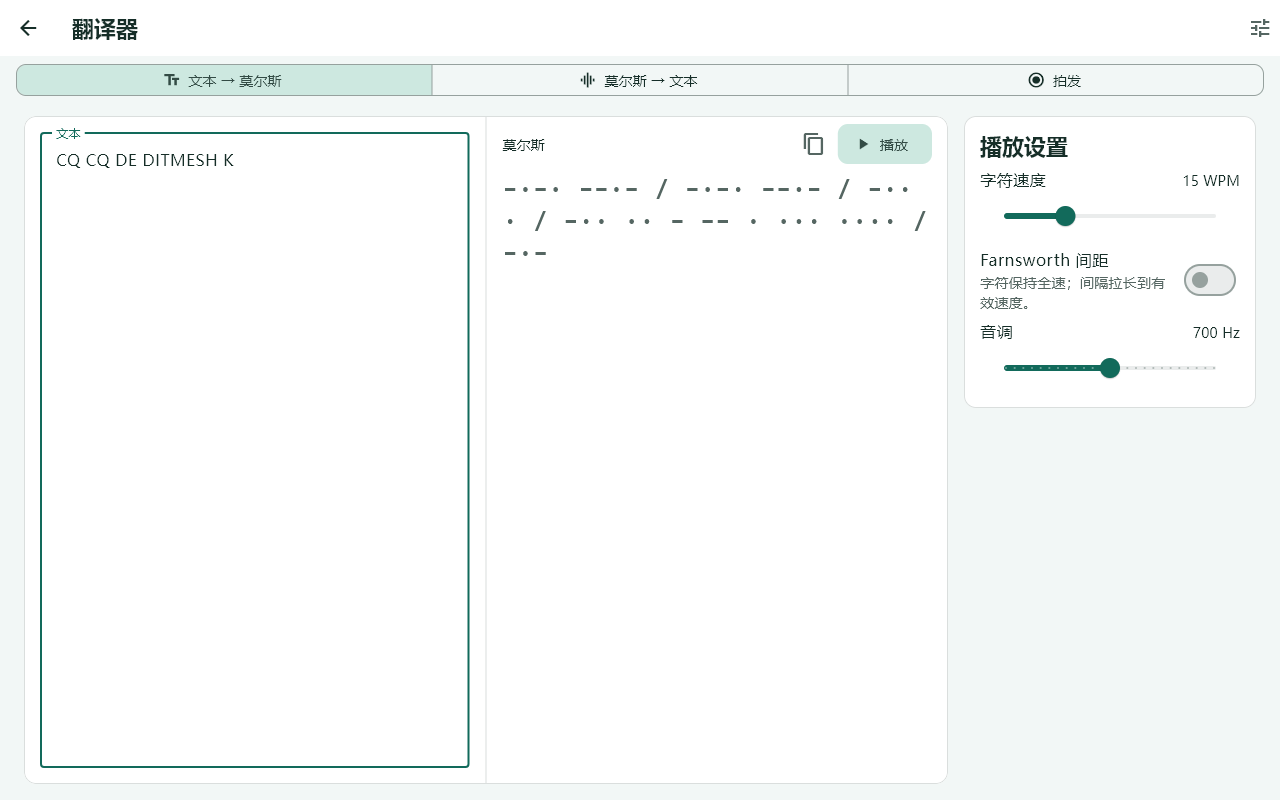 翻译器
文本 → 莫尔斯
莫尔斯 → 文本
拍发
文本
CQ CQ DE DITMESH K
莫尔斯
播放
−·−· −−·− / −·−· −−·− / −··
· / −·· ·· − −− · ··· ···· /
−·−
播放设置
字符速度 15 WPM
Farnsworth 间距
字符保持全速；间隔拉长到有
效速度。
音调 700 Hz